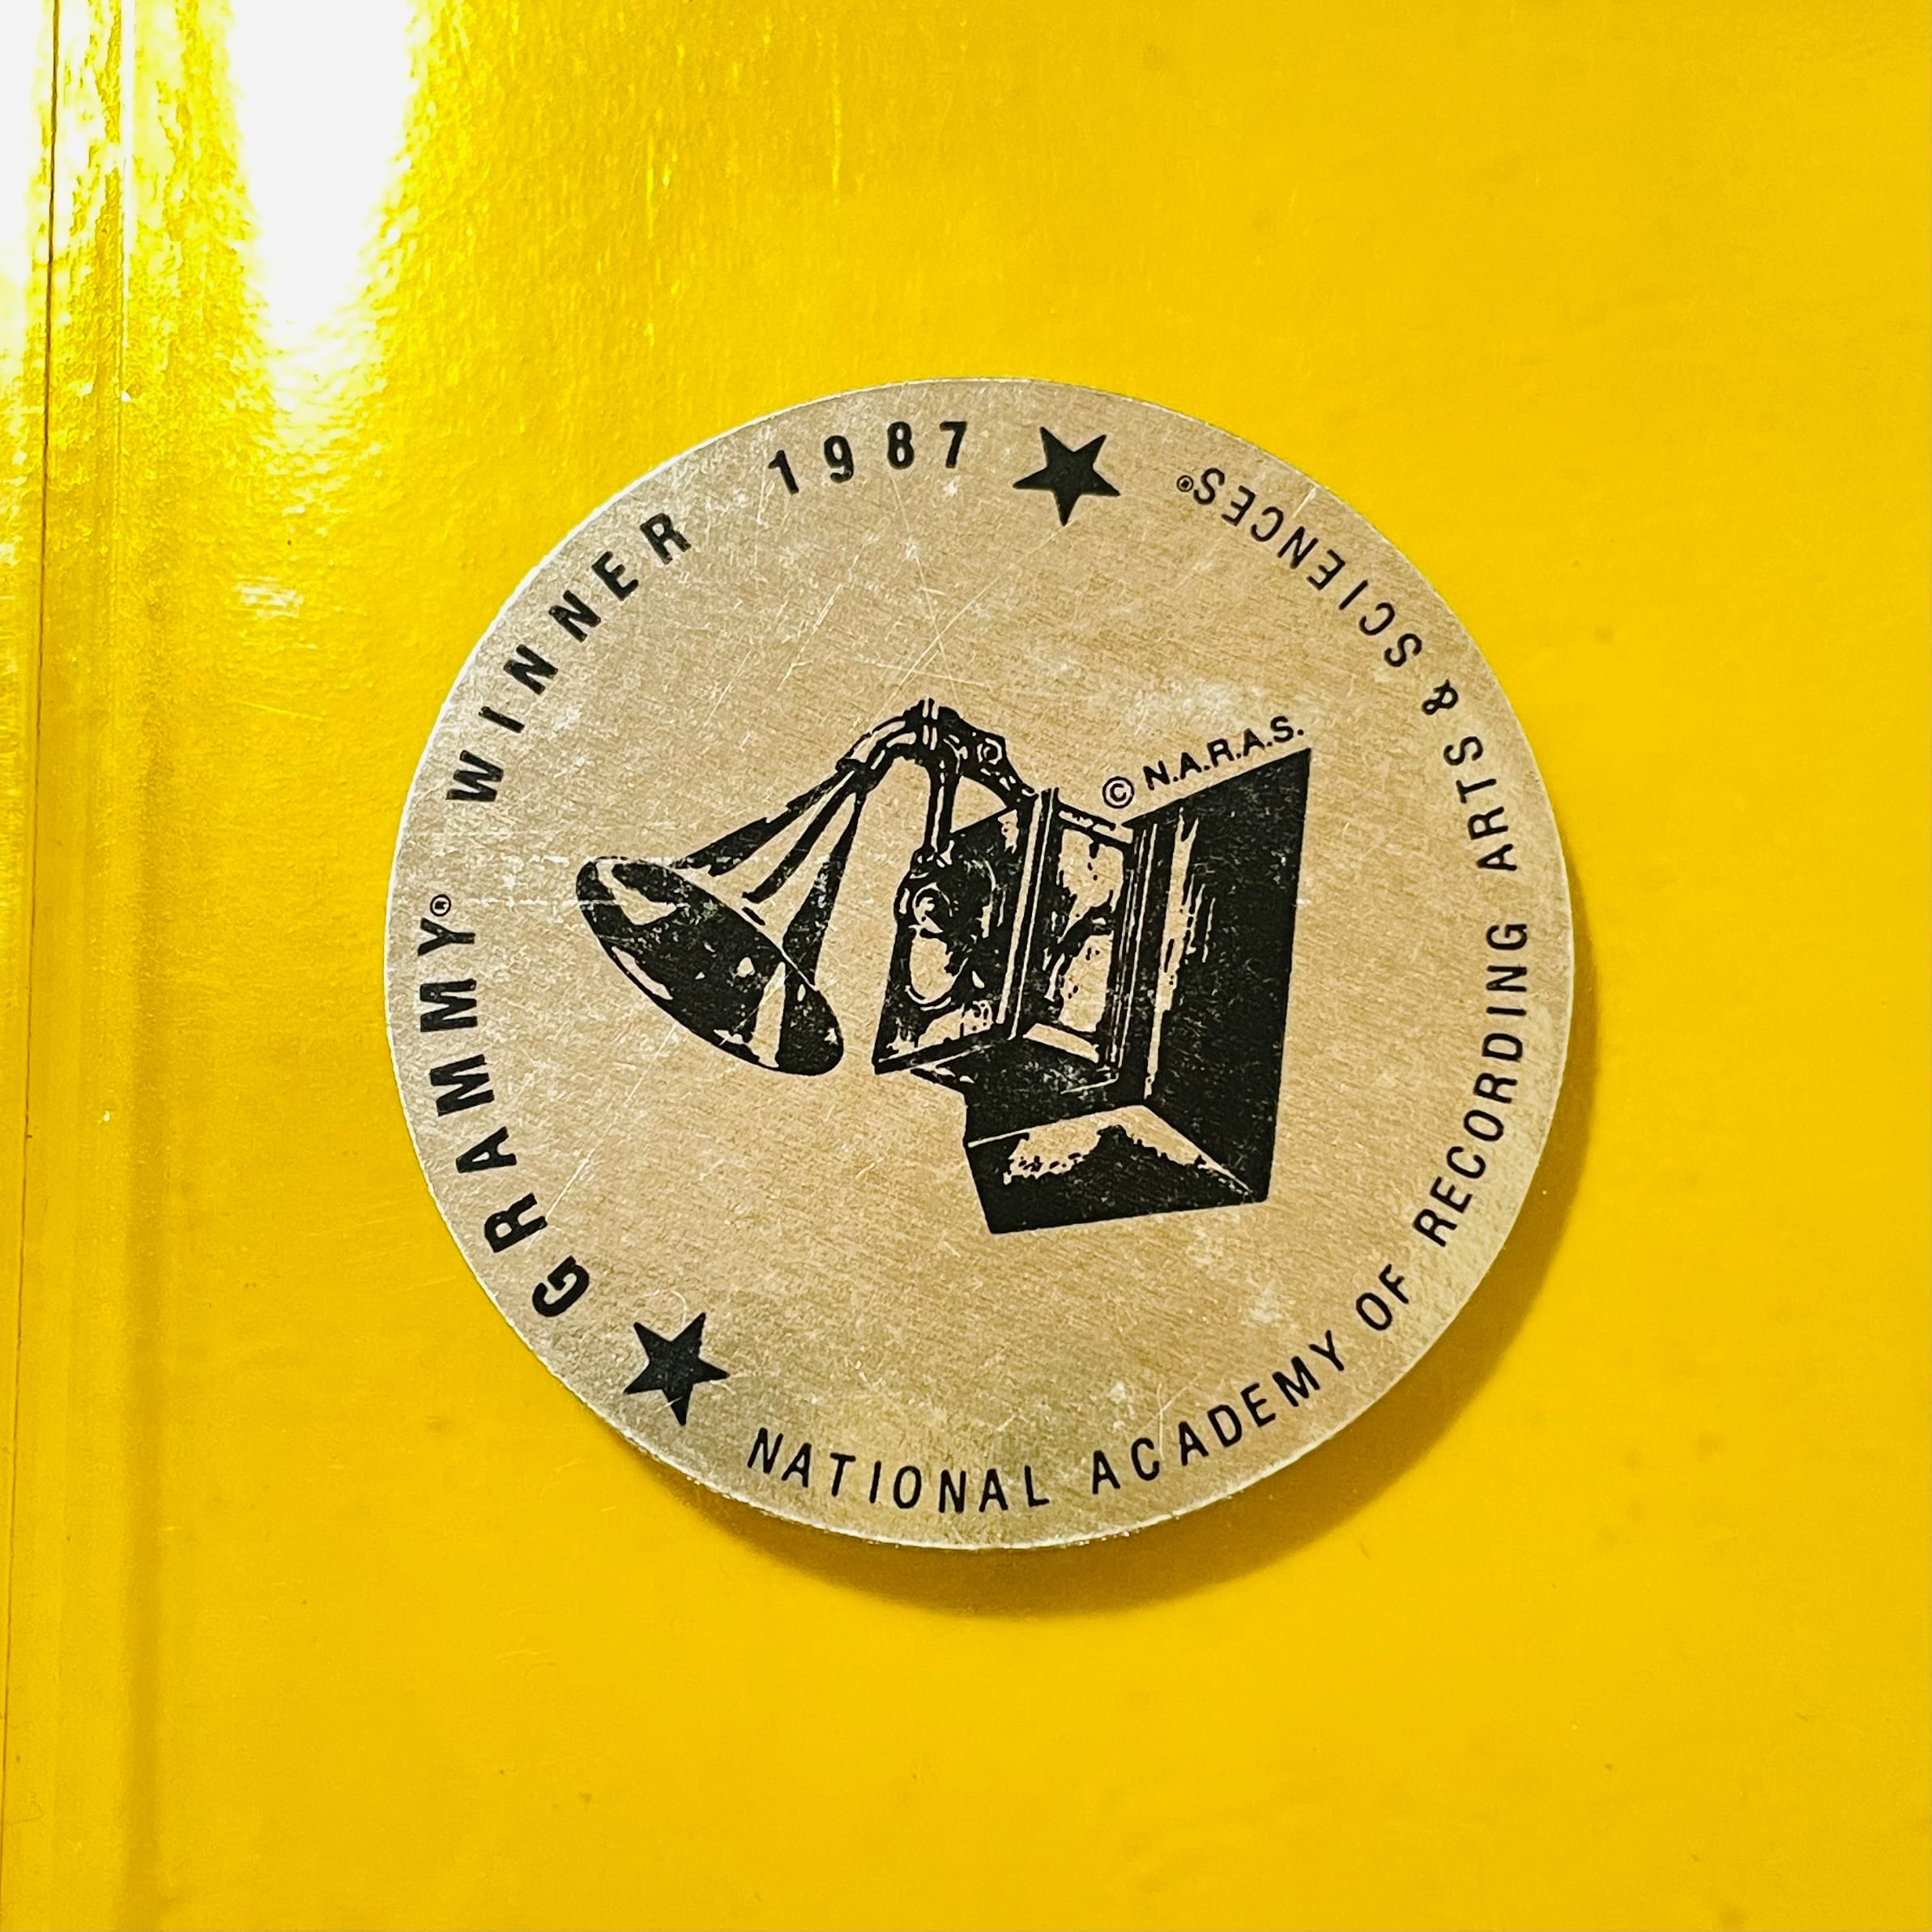 GRAMMY® WINNER 1987
NATIONAL ACADEMY OF RECORDING ARTS & SCIENCES®
© N.A.R.A.S.